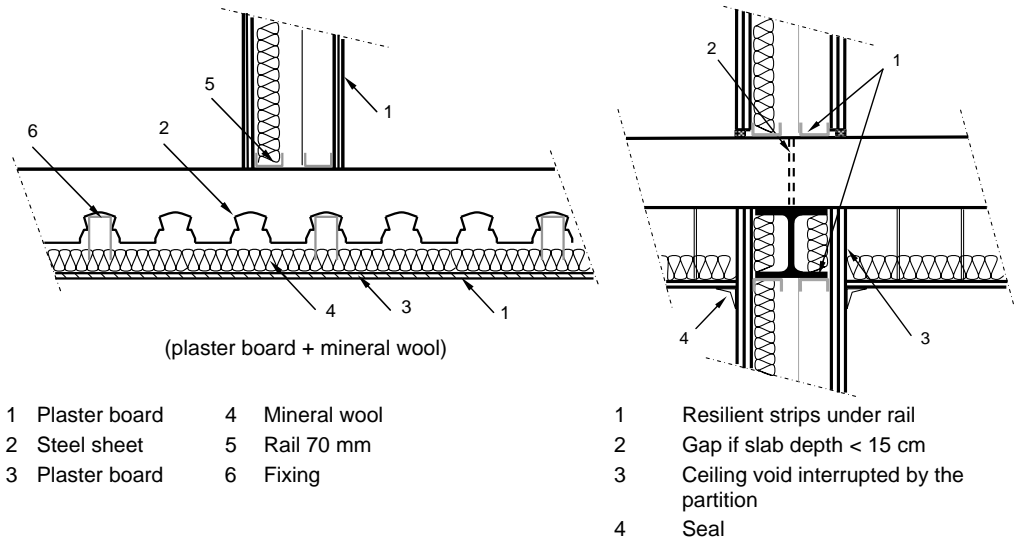 5
2
6
1
4
3
1
(plaster board + mineral wool)
1 Plaster board 4 Mineral wool
2 Steel sheet 5 Rail 70 mm
3 Plaster board 6 Fixing
2
1
4
3
1 Resilient strips under rail
2 Gap if slab depth < 15 cm
3 Ceiling void interrupted by the
partition
4 Seal